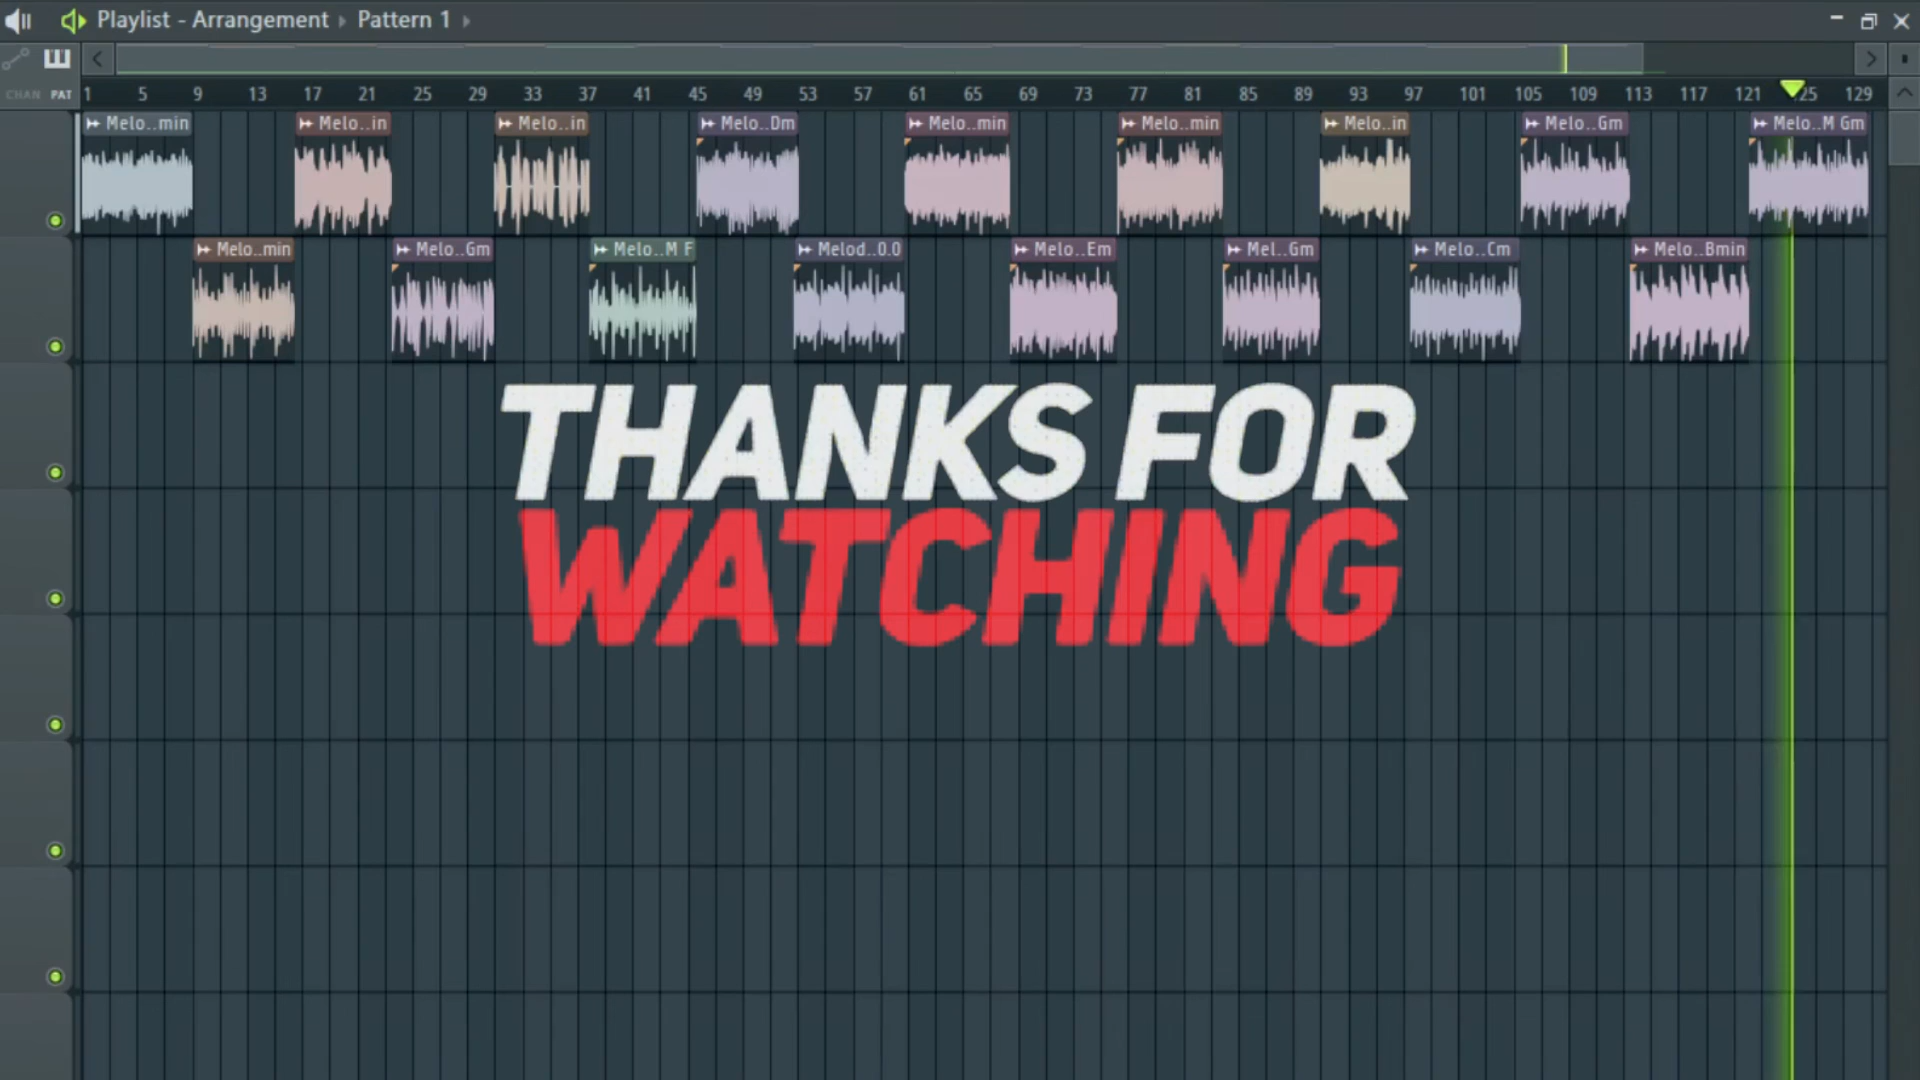 Playlist - Arrangement Pattern 1
CHAN PAT 1 5 9 13 17 21 25 29 33 37 41 45 49 53 57 61 65 69 73 77 81 85 89 93 97 101 105 109 113 117 121 125 129
Melo..min Melo..in Melo..in Melo..Dm Melo..min Melo..min Melo..in Melo..Gm Melo..M Gm
Melo..min Melo..Gm Melo..M F Melod..0.0 Melo..Em Mel..Gm Melo..Cm Melo..Bmin
THANKS FOR
WATCHING